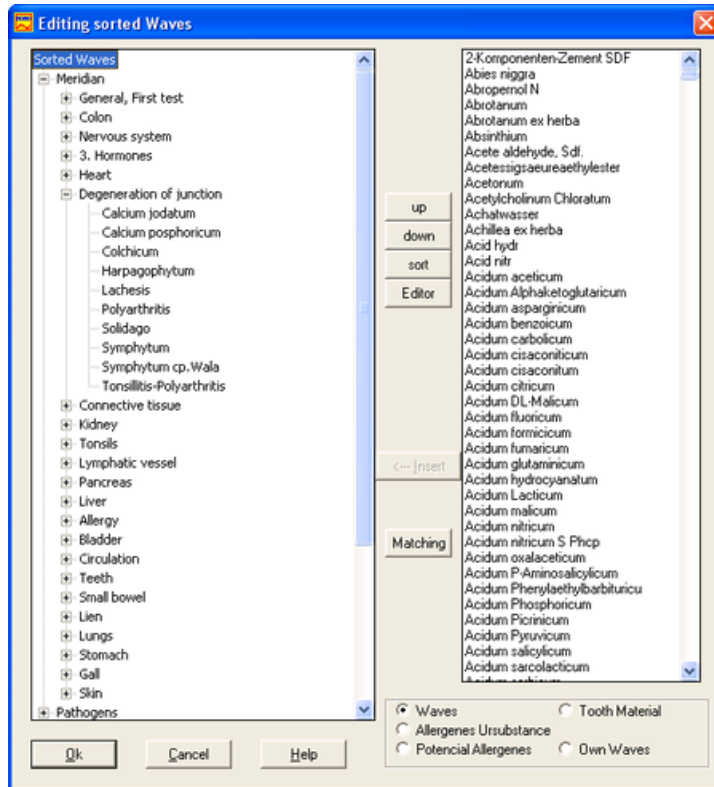 Editing sorted Waves
Sorted Waves
Meridian
General, First test
Colon
Nervous system
3. Hormones
Heart
Degeneration of junction
Calcium jodatum
Calcium posphoricum
Colchicum
Harpagophytum
Lachesis
Polyarthritis
Solidago
Symphytum
Symphytum cp.Wala
Tonsillitis-Polyarthritis
Connective tissue
Kidney
Tonsils
Lymphatic vessel
Pancreas
Liver
Allergy
Bladder
Circulation
Teeth
Small bowel
Lien
Lungs
Stomach
Gall
Skin
Pathogens
up
down
sort
Editor
<--- Insert
Matching
2-Komponenten-Zement SDF
Abies niggra
Abropernol N
Abrotanum
Abrotanum ex herba
Absinthium
Acete aldehyde, Sdf.
Acetessigsaeureaethylester
Acetonum
Acetylcholinum Chloratum
Achatwasser
Achillea ex herba
Acid hydr
Acid nitr
Acidum aceticum
Acidum Alphaketoglutaricum
Acidum asparginicum
Acidum benzoicum
Acidum carbolicum
Acidum cisaconiticum
Acidum cisaconitum
Acidum citricum
Acidum DL-Malicum
Acidum fluoricum
Acidum formicicum
Acidum fumaricum
Acidum glutaminicum
Acidum hydrocyanatum
Acidum Lacticum
Acidum malicum
Acidum nitricum
Acidum nitricum S Phcp
Acidum oxalaceticum
Acidum P-Aminosalicylicum
Acidum Phenylaethylbarbituricu
Acidum Phosphoricum
Acidum Picrinicum
Acidum Pyruvicum
Acidum salicylicum
Acidum sarcolacticum
Waves
Tooth Material
Allergenes Ursubstance
Potencial Allergenes
Own Waves
Ok
Cancel
Help